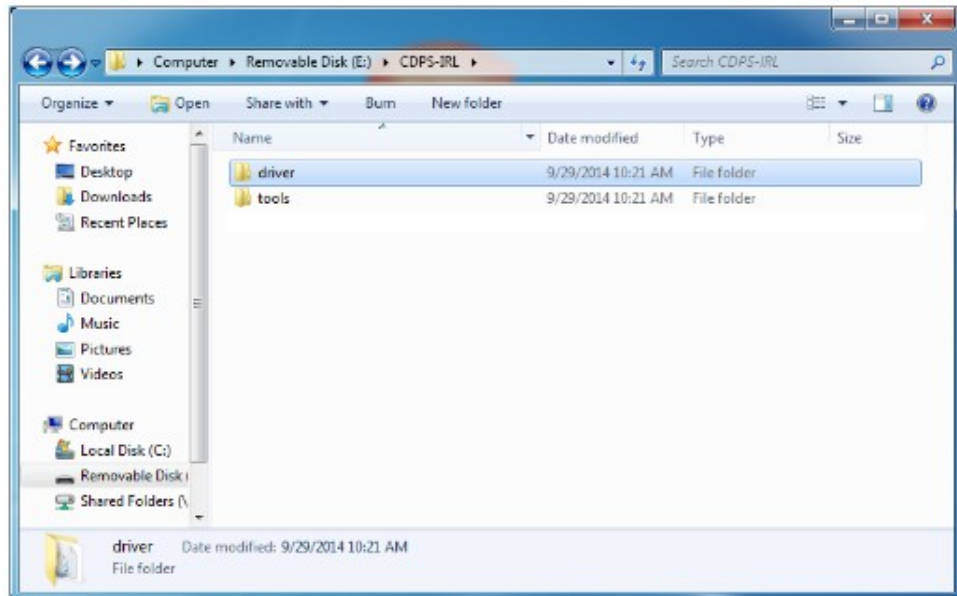 Computer ▸ Removable Disk (E:) ▸ CDPS-IRL ▸
Search CDPS-IRL
Organize Open Share with Burn New folder
Name Date modified Type Size
driver 9/29/2014 10:21 AM File folder
tools 9/29/2014 10:21 AM File folder
Favorites
Desktop
Downloads
Recent Places
Libraries
Documents
Music
Pictures
Videos
Computer
Local Disk (C:)
Removable Disk (
Shared Folders (\
driver Date modified: 9/29/2014 10:21 AM
File folder